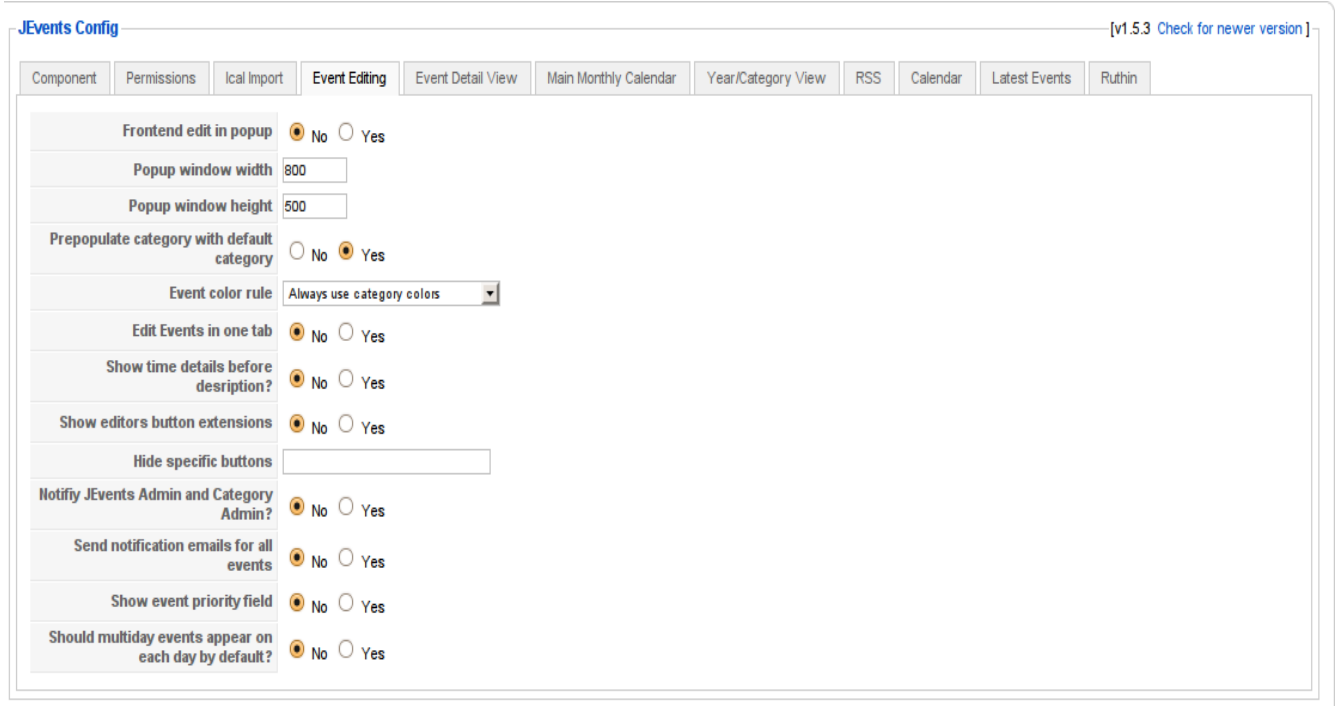 JEvents Config [v1.5.3 Check for newer version ]
Component Permissions Ical Import Event Editing Event Detail View Main Monthly Calendar Year/Category View RSS Calendar Latest Events Ruthin
Frontend edit in popup No Yes
Popup window width 800
Popup window height 500
Prepopulate category with default
category No Yes
Event color rule Always use category colors
Edit Events in one tab No Yes
Show time details before
desription? No Yes
Show editors button extensions No Yes
Hide specific buttons
Notifiy JEvents Admin and Category
Admin? No Yes
Send notification emails for all
events No Yes
Show event priority field No Yes
Should multiday events appear on
each day by default? No Yes